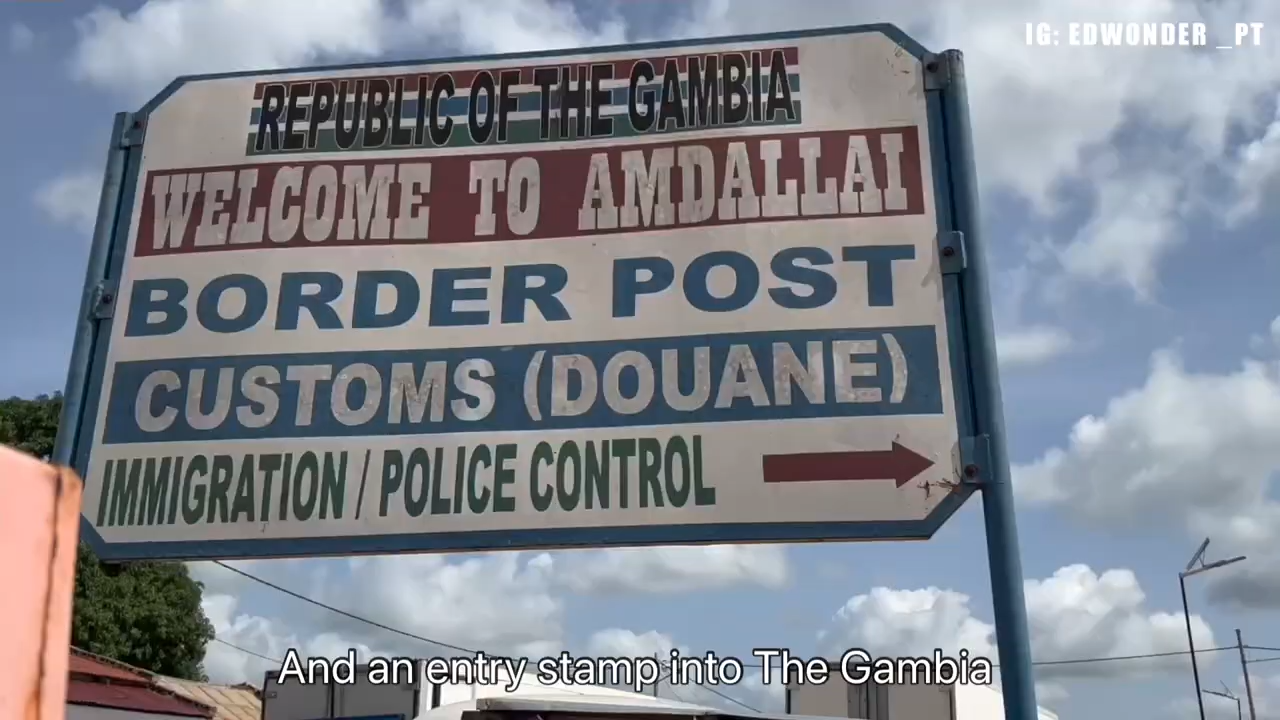 IG: EDWONDER _PT
REPUBLIC OF THE GAMBIA
WELCOME TO AMDALLAI
BORDER POST
CUSTOMS (DOUANE)
IMMIGRATION / POLICE CONTROL
And an entry stamp into The Gambia